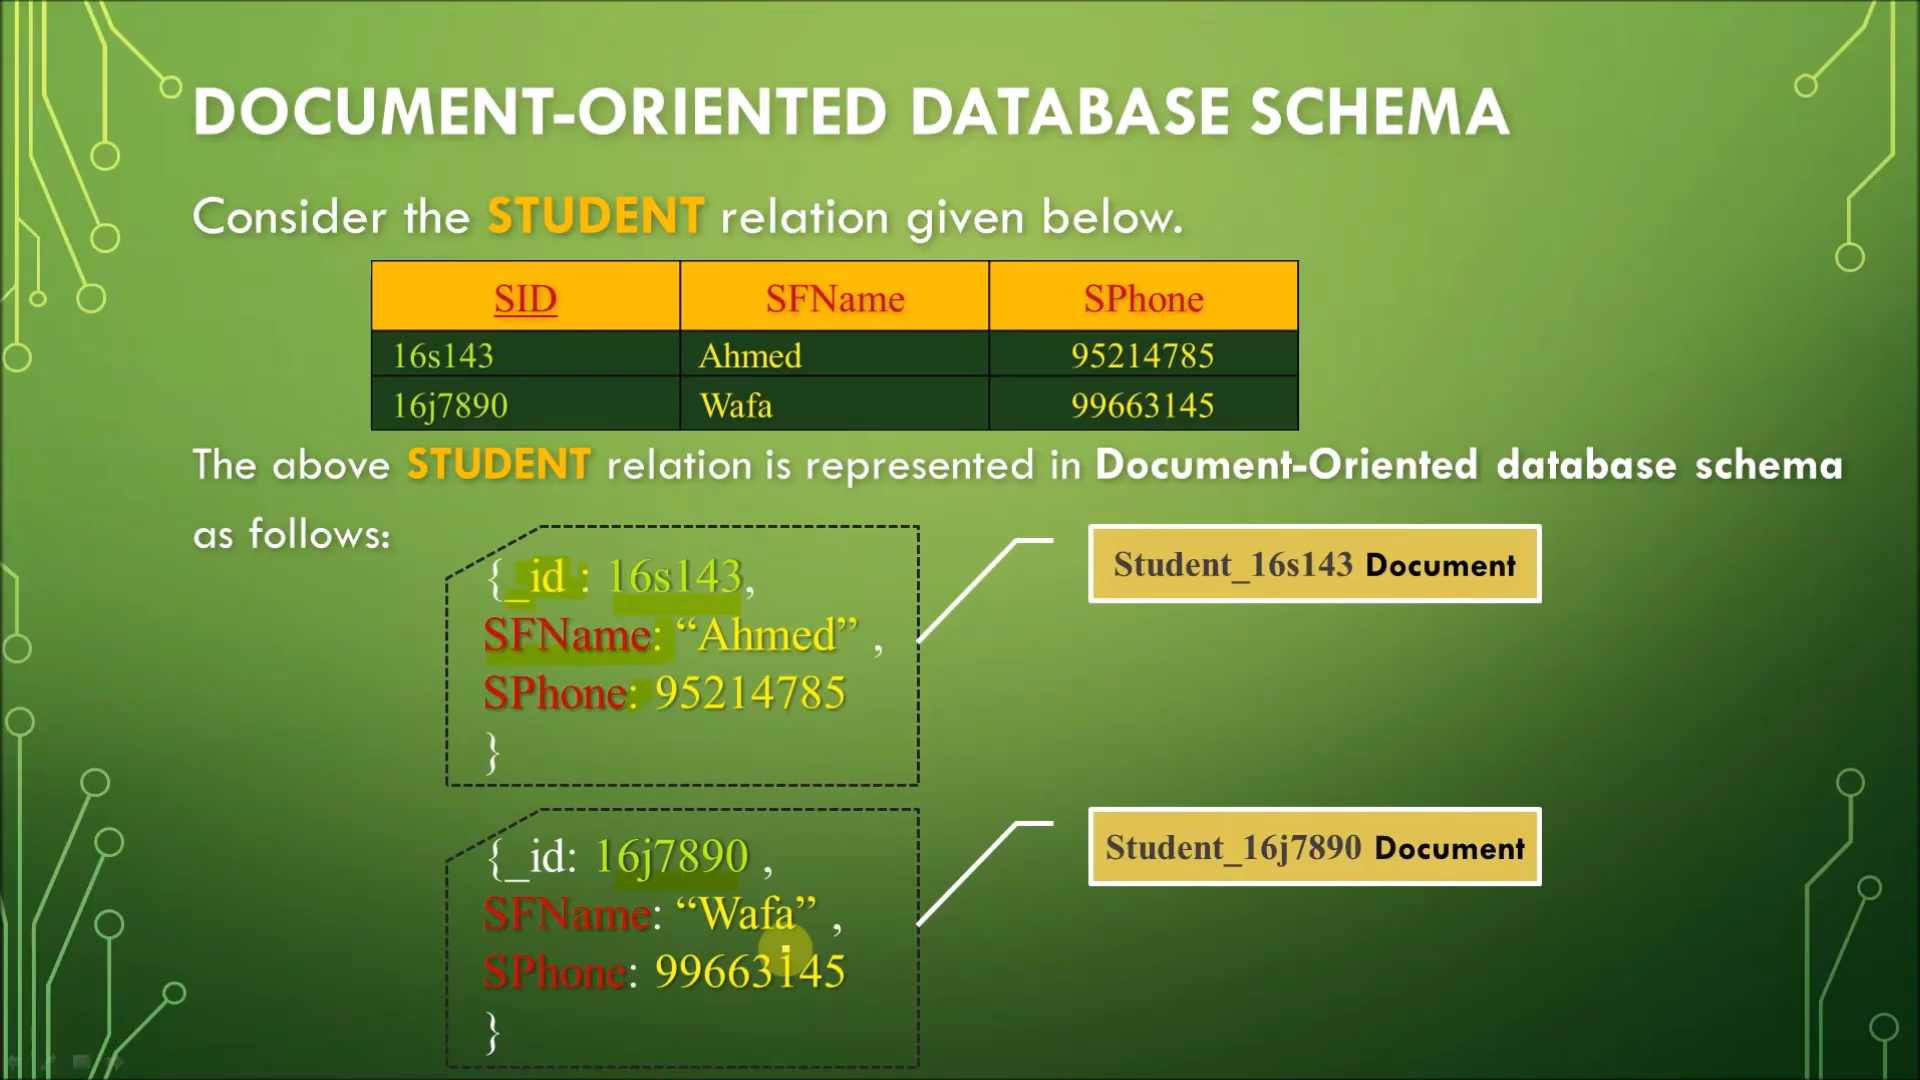 DOCUMENT-ORIENTED DATABASE SCHEMA
Consider the STUDENT relation given below.
SID SFName SPhone
16s143 Ahmed 95214785
16j7890 Wafa 99663145
The above STUDENT relation is represented in Document-Oriented database schema
as follows:
{_id : 16s143,
SFName: “Ahmed” ,
SPhone: 95214785
}
Student_16s143 Document
{_id: 16j7890 ,
SFName: “Wafa” ,
SPhone: 99663145
}
Student_16j7890 Document